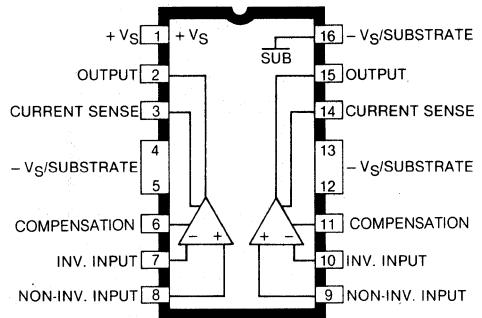 + VS 1 + VS 16 – VS/SUBSTRATE
SUB
OUTPUT 2 15 OUTPUT
CURRENT SENSE 3 14 CURRENT SENSE
4 13
– VS/SUBSTRATE – VS/SUBSTRATE
5 12
COMPENSATION 6 11 COMPENSATION
– + + –
INV. INPUT 7 10 INV. INPUT
NON-INV. INPUT 8 9 NON-INV. INPUT